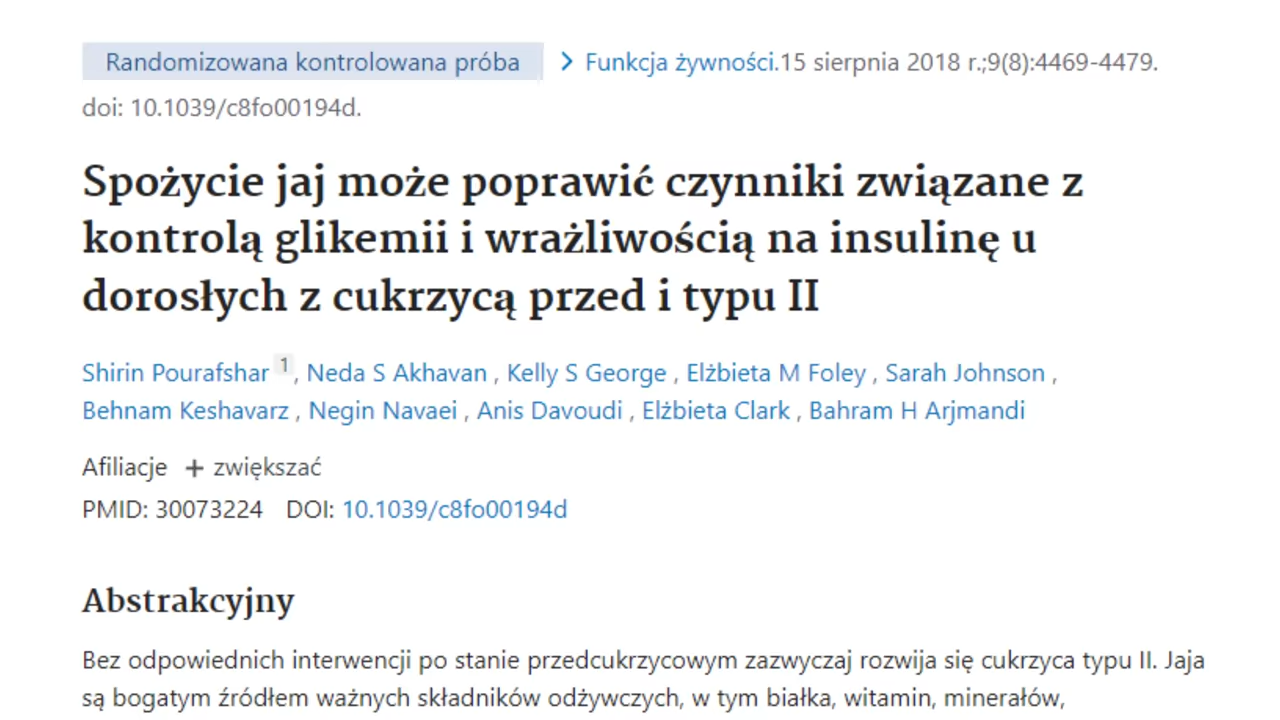 Randomizowana kontrolowana próba > Funkcja żywności.15 sierpnia 2018 r.;9(8):4469-4479.
doi: 10.1039/c8fo00194d.
Spożycie jaj może poprawić czynniki związane z
kontrolą glikemii i wrażliwością na insulinę u
dorosłych z cukrzycą przed i typu II
Shirin Pourafshar 1, Neda S Akhavan , Kelly S George , Elżbieta M Foley , Sarah Johnson ,
Behnam Keshavarz , Negin Navaei , Anis Davoudi , Elżbieta Clark , Bahram H Arjmandi
Afiliacje + zwiększać
PMID: 30073224 DOI: 10.1039/c8fo00194d
Abstrakcyjny
Bez odpowiednich interwencji po stanie przedcukrzycowym zazwyczaj rozwija się cukrzyca typu II. Jaja
są bogatym źródłem ważnych składników odżywczych, w tym białka, witamin, minerałów,